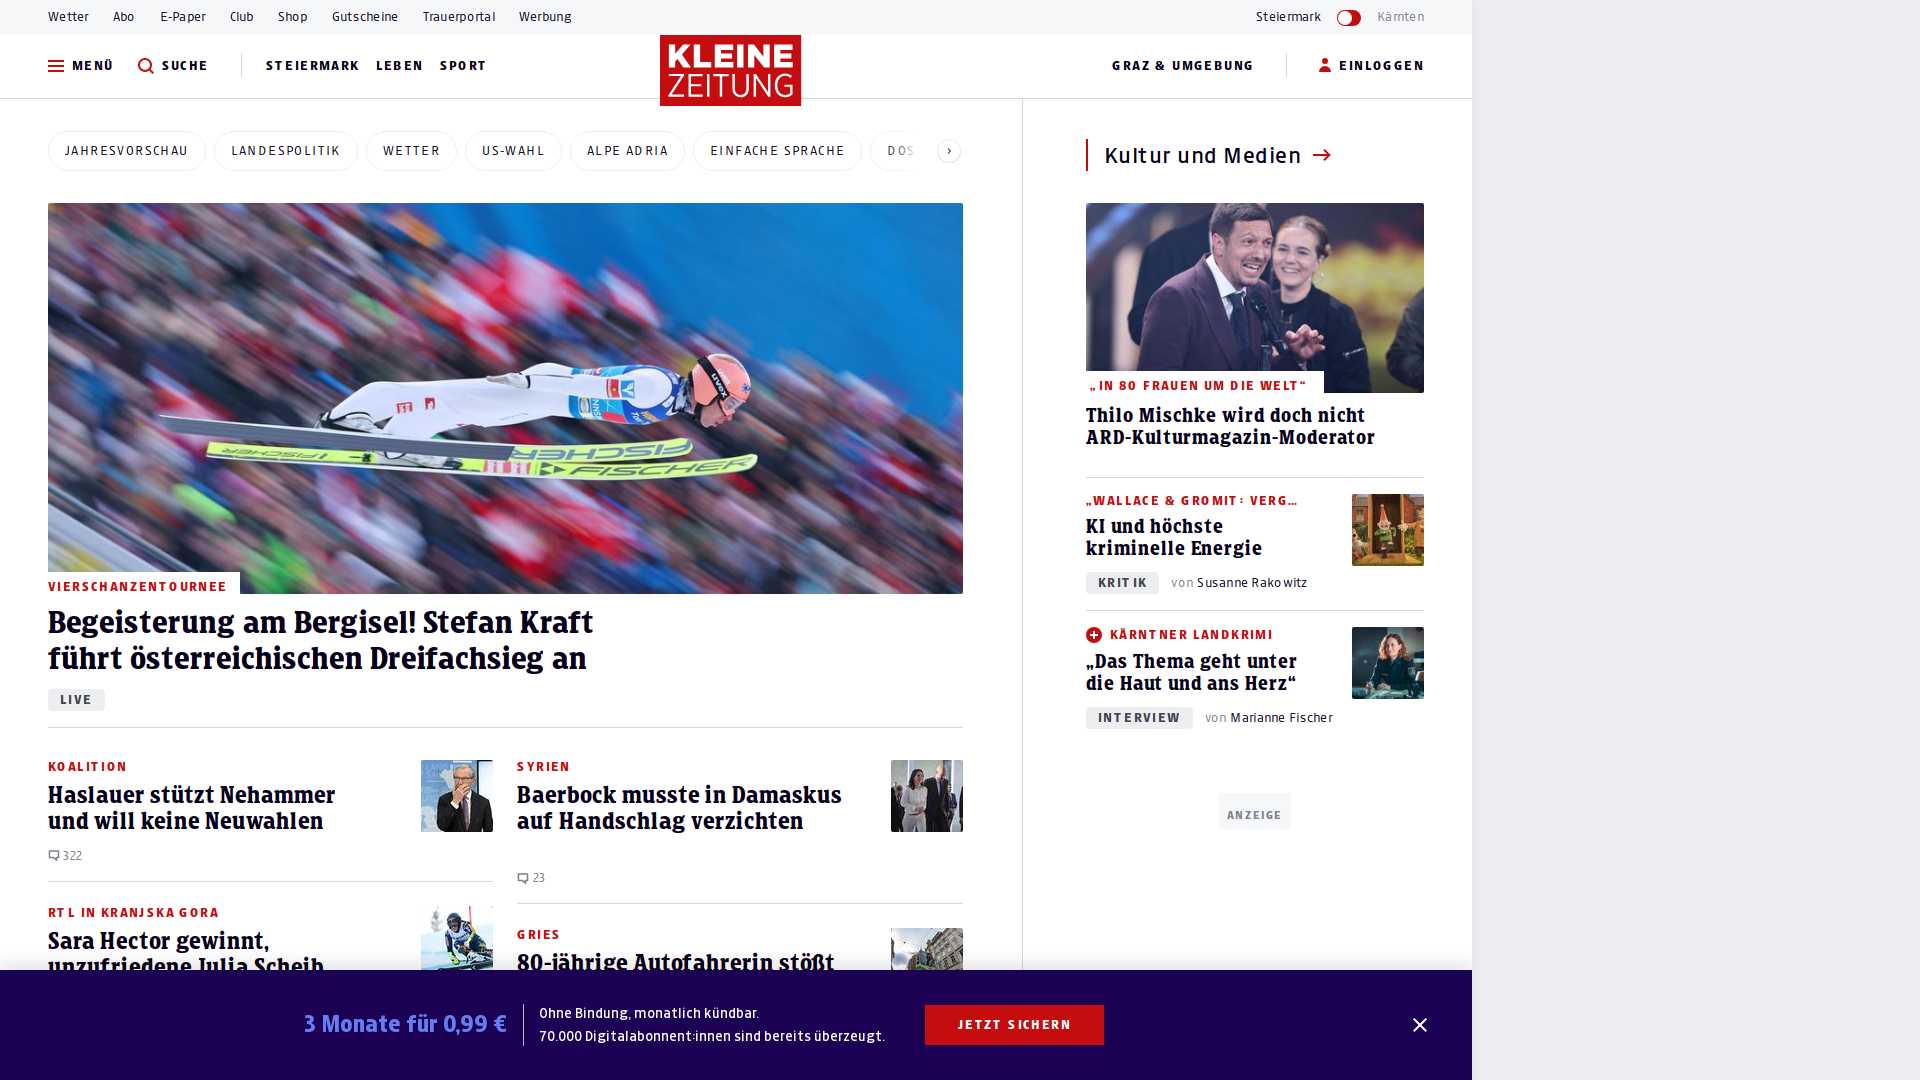 Wetter
Abo
E-Paper
Club
Shop
Gutscheine
Trauerportal
Werbung
Steiermark
Kärnten
MENÜ
SUCHE
STEIERMARK
LEBEN
SPORT
KLEINE
ZEITUNG
GRAZ & UMGEBUNG
EINLOGGEN
JAHRESVORSCHAU
LANDESPOLITIK
WETTER
US-WAHL
ALPE ADRIA
EINFACHE SPRACHE
DOS
FISCHER
FISCHER
VIERSCHANZENTOURNEE
Begeisterung am Bergisel! Stefan Kraft
führt österreichischen Dreifachsieg an
LIVE
KOALITION
Haslauer stützt Nehammer
und will keine Neuwahlen
322
RTL IN KRANJSKA GORA
Sara Hector gewinnt,
unzufriedene Julia Scheib
SYRIEN
Baerbock musste in Damaskus
auf Handschlag verzichten
23
GRIES
80-jährige Autofahrerin stößt
Kultur und Medien
„IN 80 FRAUEN UM DIE WELT“
Thilo Mischke wird doch nicht
ARD-Kulturmagazin-Moderator
„WALLACE & GROMIT: VERG...
KI und höchste
kriminelle Energie
KRITIK
von Susanne Rakowitz
KÄRNTNER LANDKRIMI
„Das Thema geht unter
die Haut und ans Herz“
INTERVIEW
von Marianne Fischer
ANZEIGE
3 Monate für 0,99 €
Ohne Bindung, monatlich kündbar.
70.000 Digitalabonnent:innen sind bereits überzeugt.
JETZT SICHERN